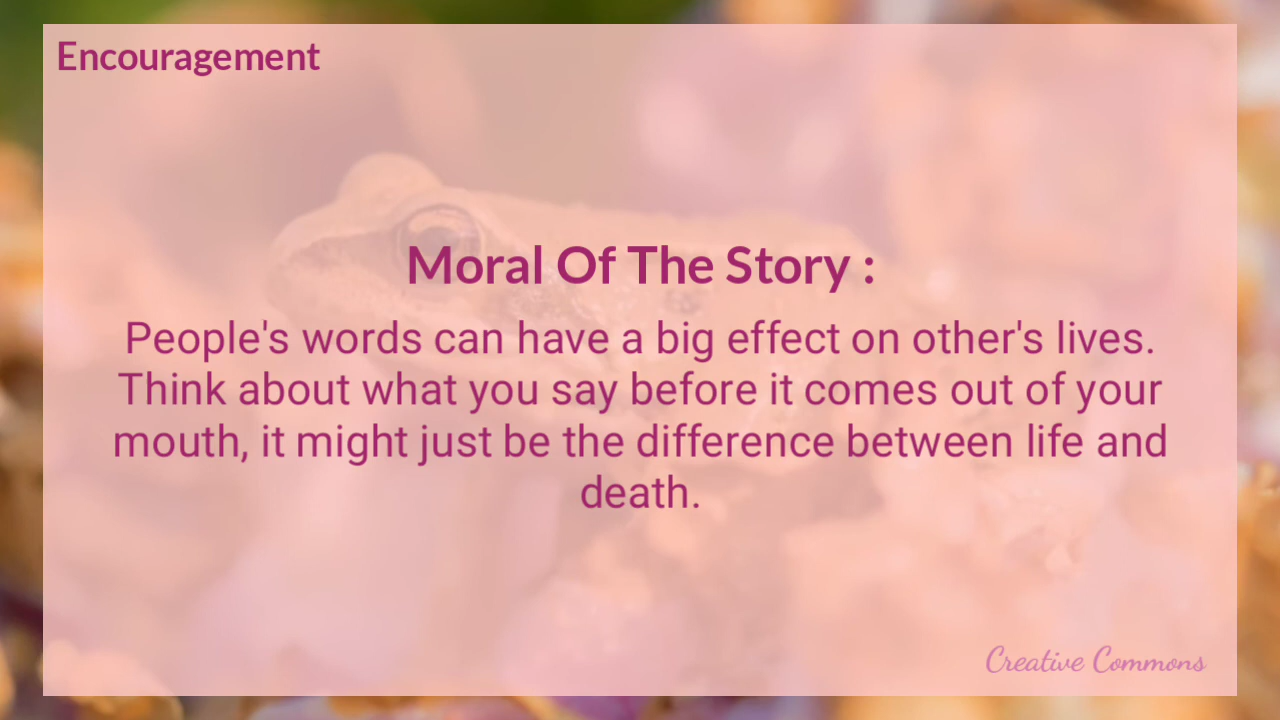 Encouragement
Moral Of The Story :
People's words can have a big effect on other's lives.
Think about what you say before it comes out of your
mouth, it might just be the difference between life and
death.
Creative Commons